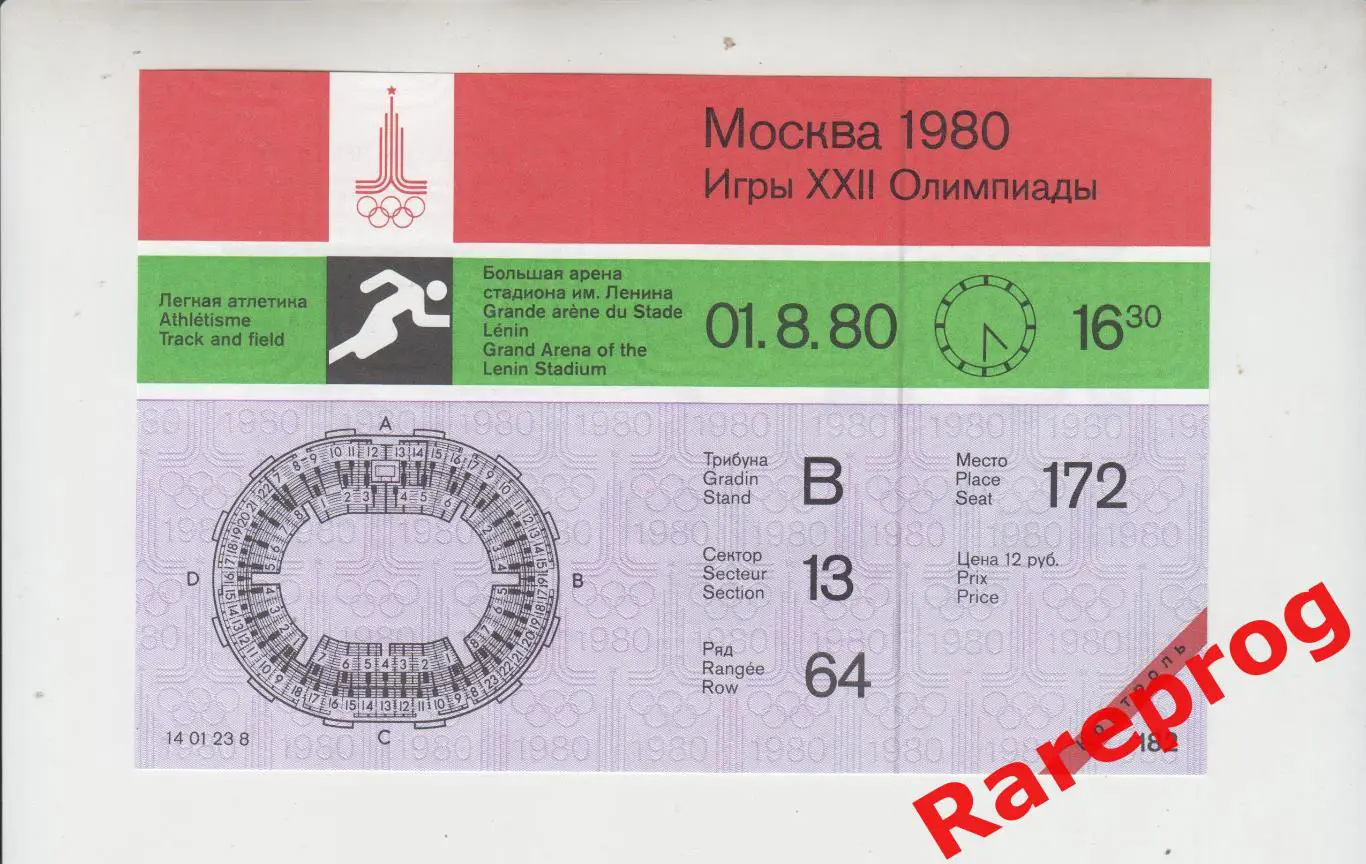 Москва 1980
Игры XXII Олимпиады
Легкая атлетика
Athlétisme
Track and field
Большая арена
стадиона им. Ленина
Grande arène du Stade
Lénin
Grand Arena of the
Lenin Stadium
01.8.80
16³⁰
A
B
C
D
Трибуна
Gradin
Stand
B
Место
Place
Seat
172
Сектор
Secteur
Section
13
Цена 12 руб.
Prix
Price
Ряд
Rangée
Row
64
14 01 23 8
182
Rareprog